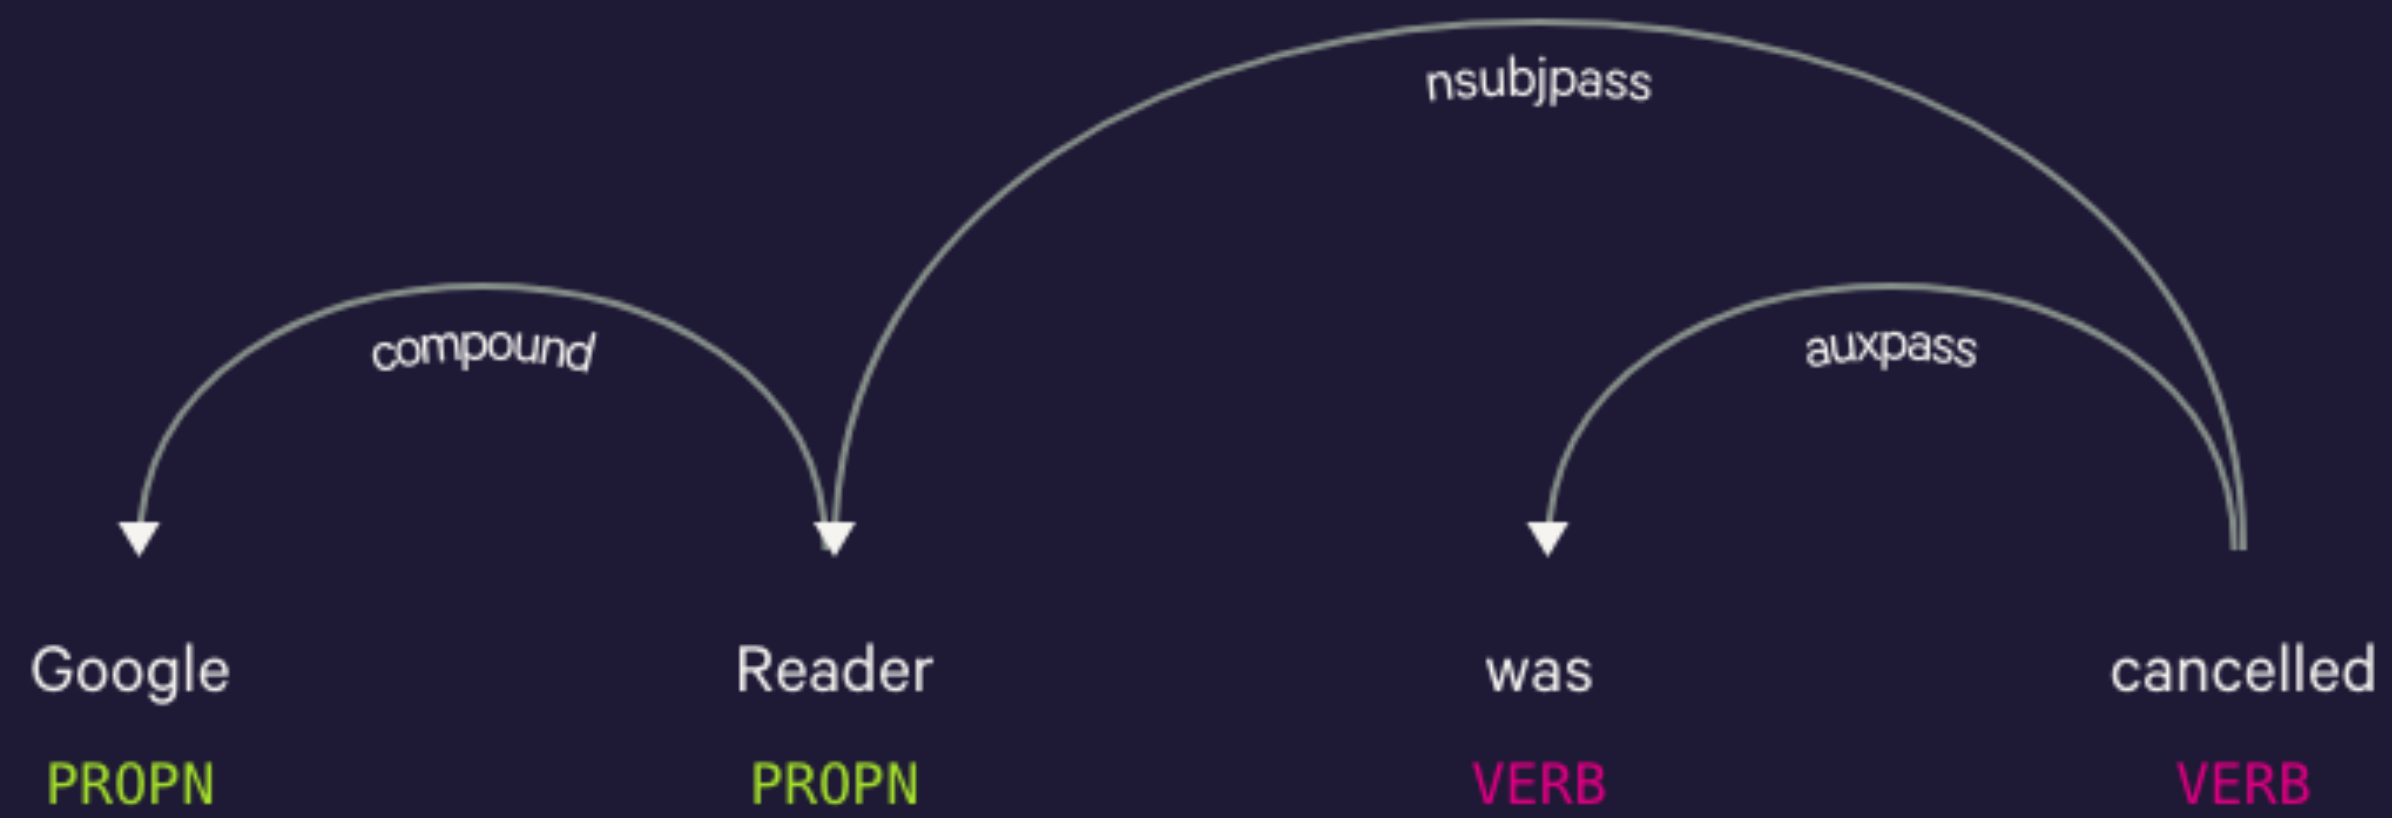 nsubjpass
compound auxpass
Google Reader was cancelled
PROPN PROPN VERB VERB